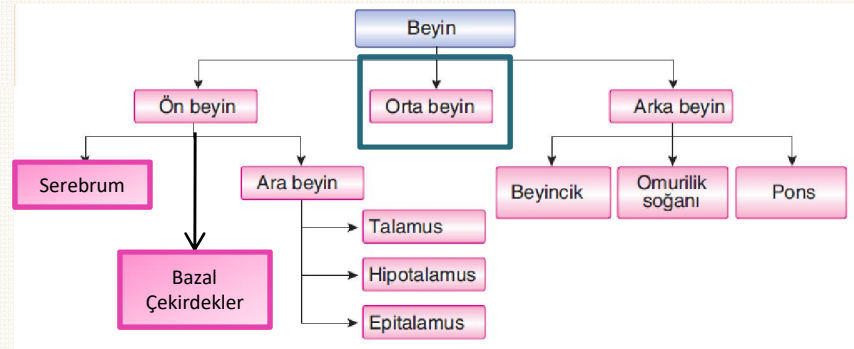 Beyin
Ön beyin
Orta beyin
Arka beyin
Serebrum
Ara beyin
Beyincik
Omurilik
soğanı
Pons
Talamus
Bazal
Çekirdekler
Hipotalamus
Epitalamus